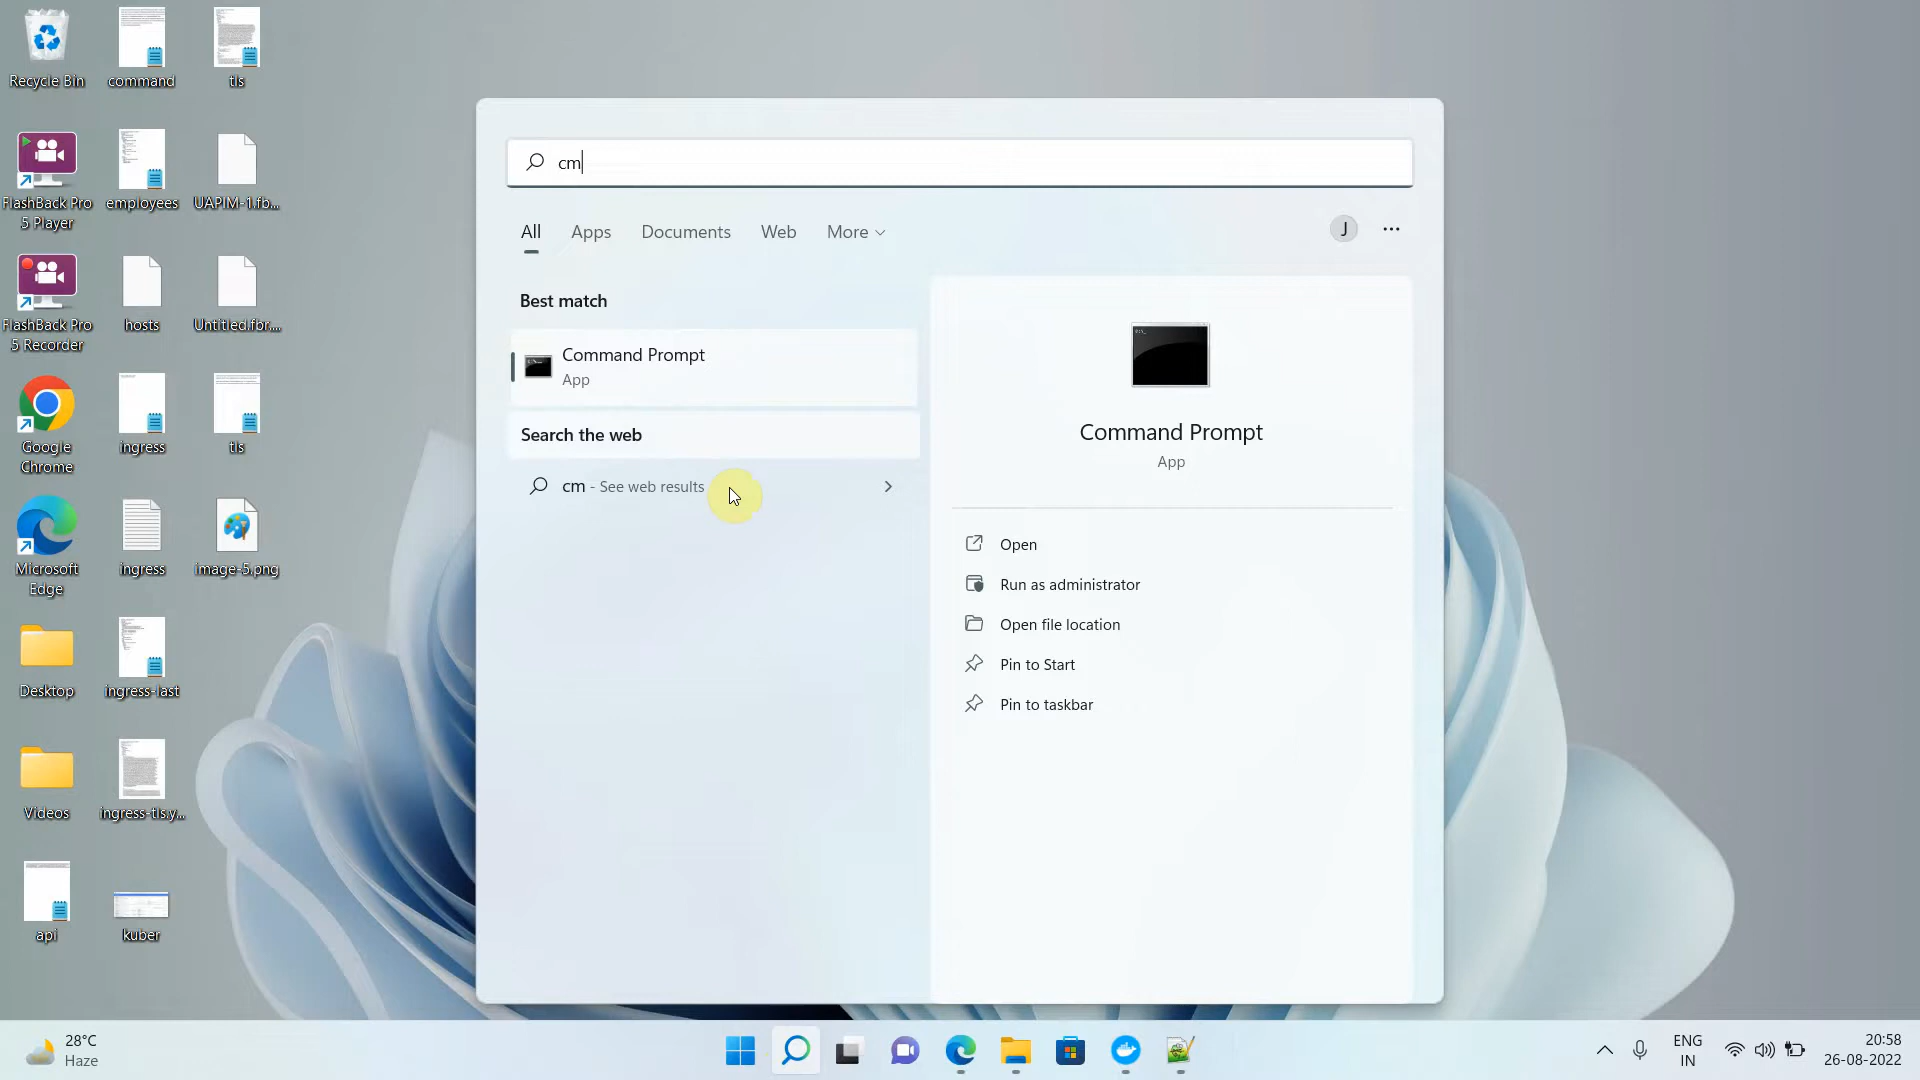 Recycle Bin
command
tls
FlashBack Pro
5 Player
employees
UAPIM-1.fb...
FlashBack Pro
5 Recorder
hosts
Untitled.fbr....
Google
Chrome
ingress
tls
Microsoft
Edge
ingress
image-5.png
Desktop
ingress-last
Videos
ingress-tls.y...
api
kuber
cm
All
Apps
Documents
Web
More
J
Best match
Command Prompt
App
Search the web
cm - See web results
Command Prompt
App
Open
Run as administrator
Open file location
Pin to Start
Pin to taskbar
28°C
Haze
ENG
IN
20:58
26-08-2022